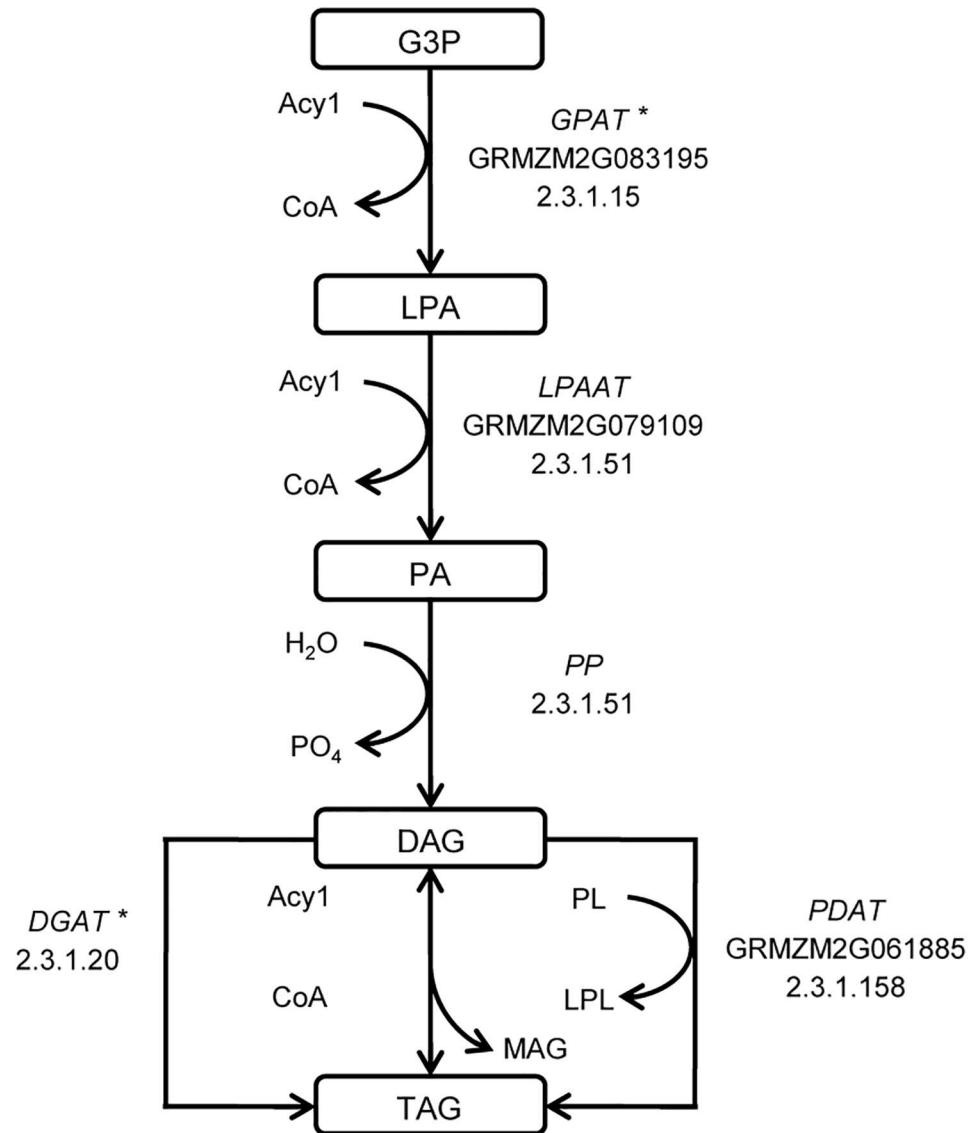 G3P
Acy1
GPAT *
GRMZM2G083195
2.3.1.15
CoA
LPA
Acy1
LPAAT
GRMZM2G079109
2.3.1.51
CoA
PA
H₂O
PP
2.3.1.51
PO₄
DAG
Acy1
PL
DGAT *
2.3.1.20
PDAT
GRMZM2G061885
2.3.1.158
CoA
LPL
MAG
TAG